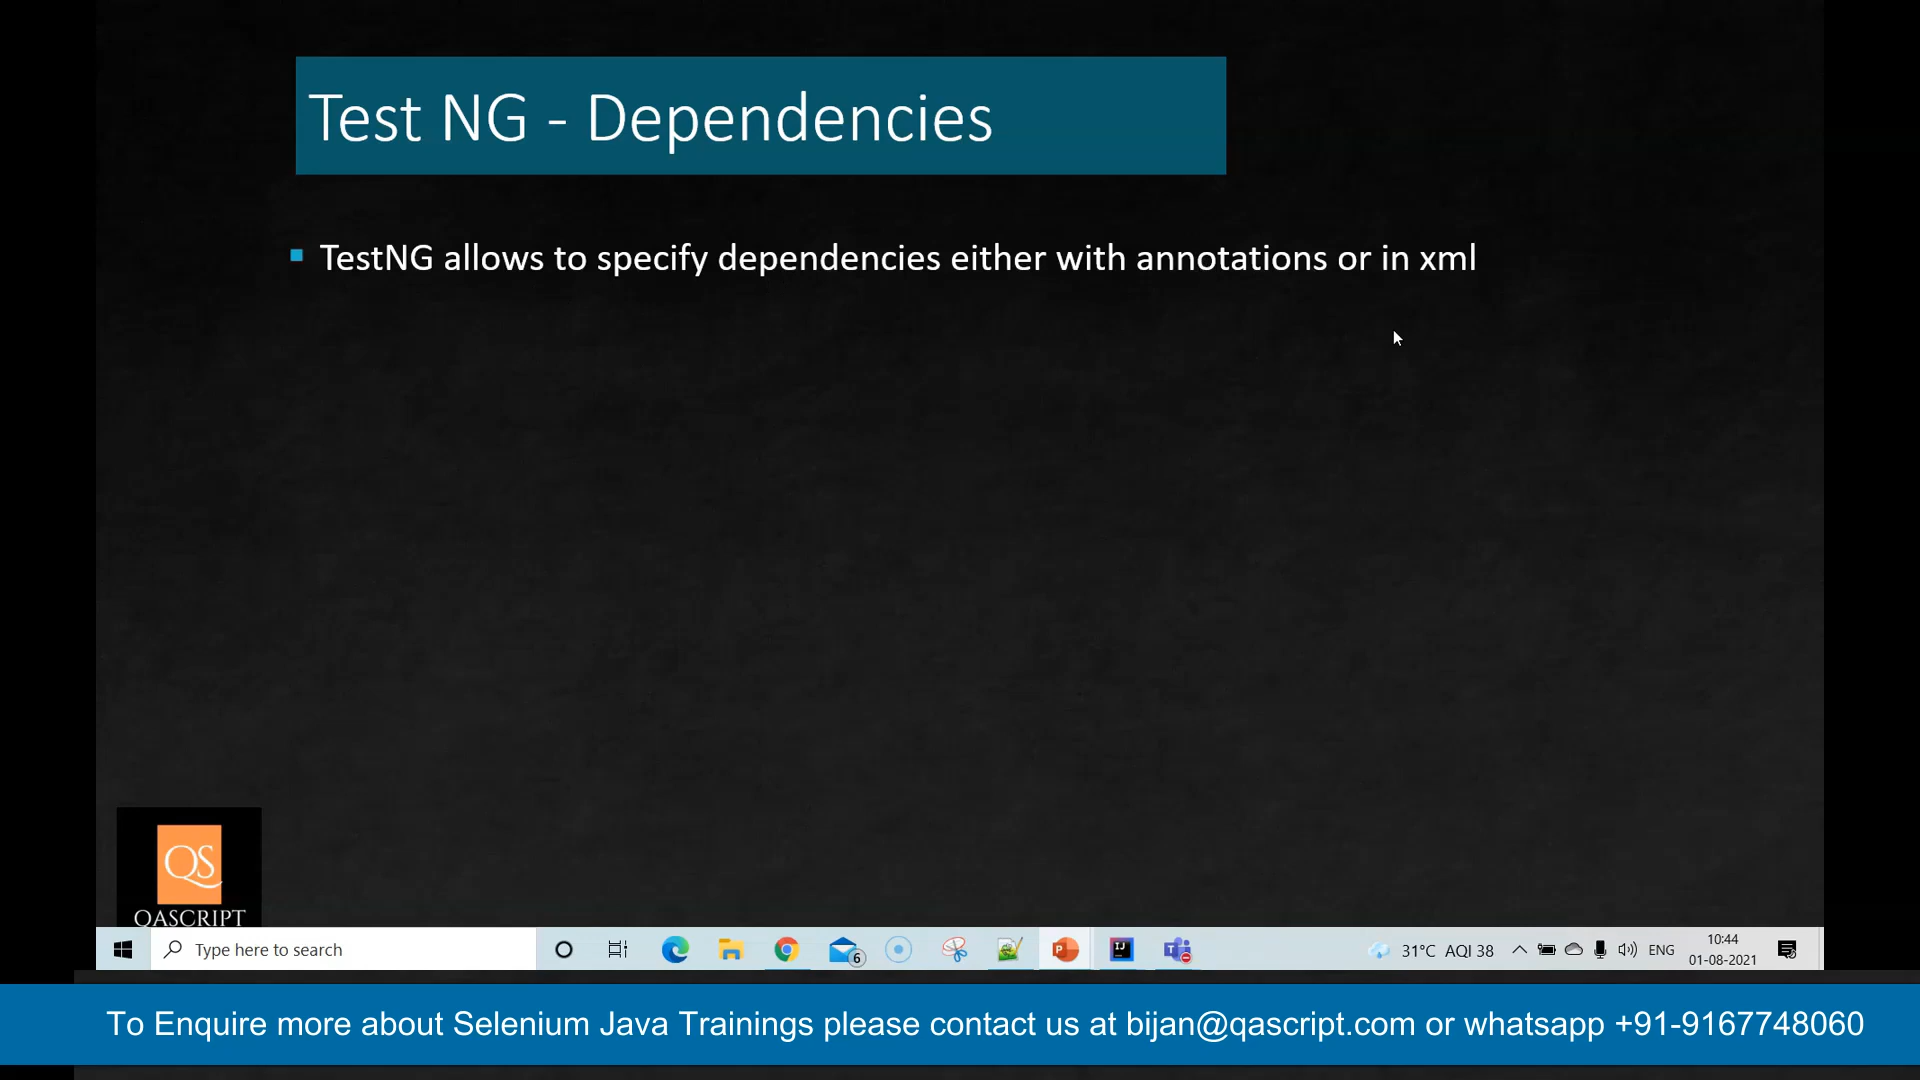 Test NG - Dependencies
TestNG allows to specify dependencies either with annotations or in xml
QS
QASCRIPT
Type here to search
6
P
IJ
T
31°C AQI 38
ENG
10:44
01-08-2021
To Enquire more about Selenium Java Trainings please contact us at bijan@qascript.com or whatsapp +91-9167748060